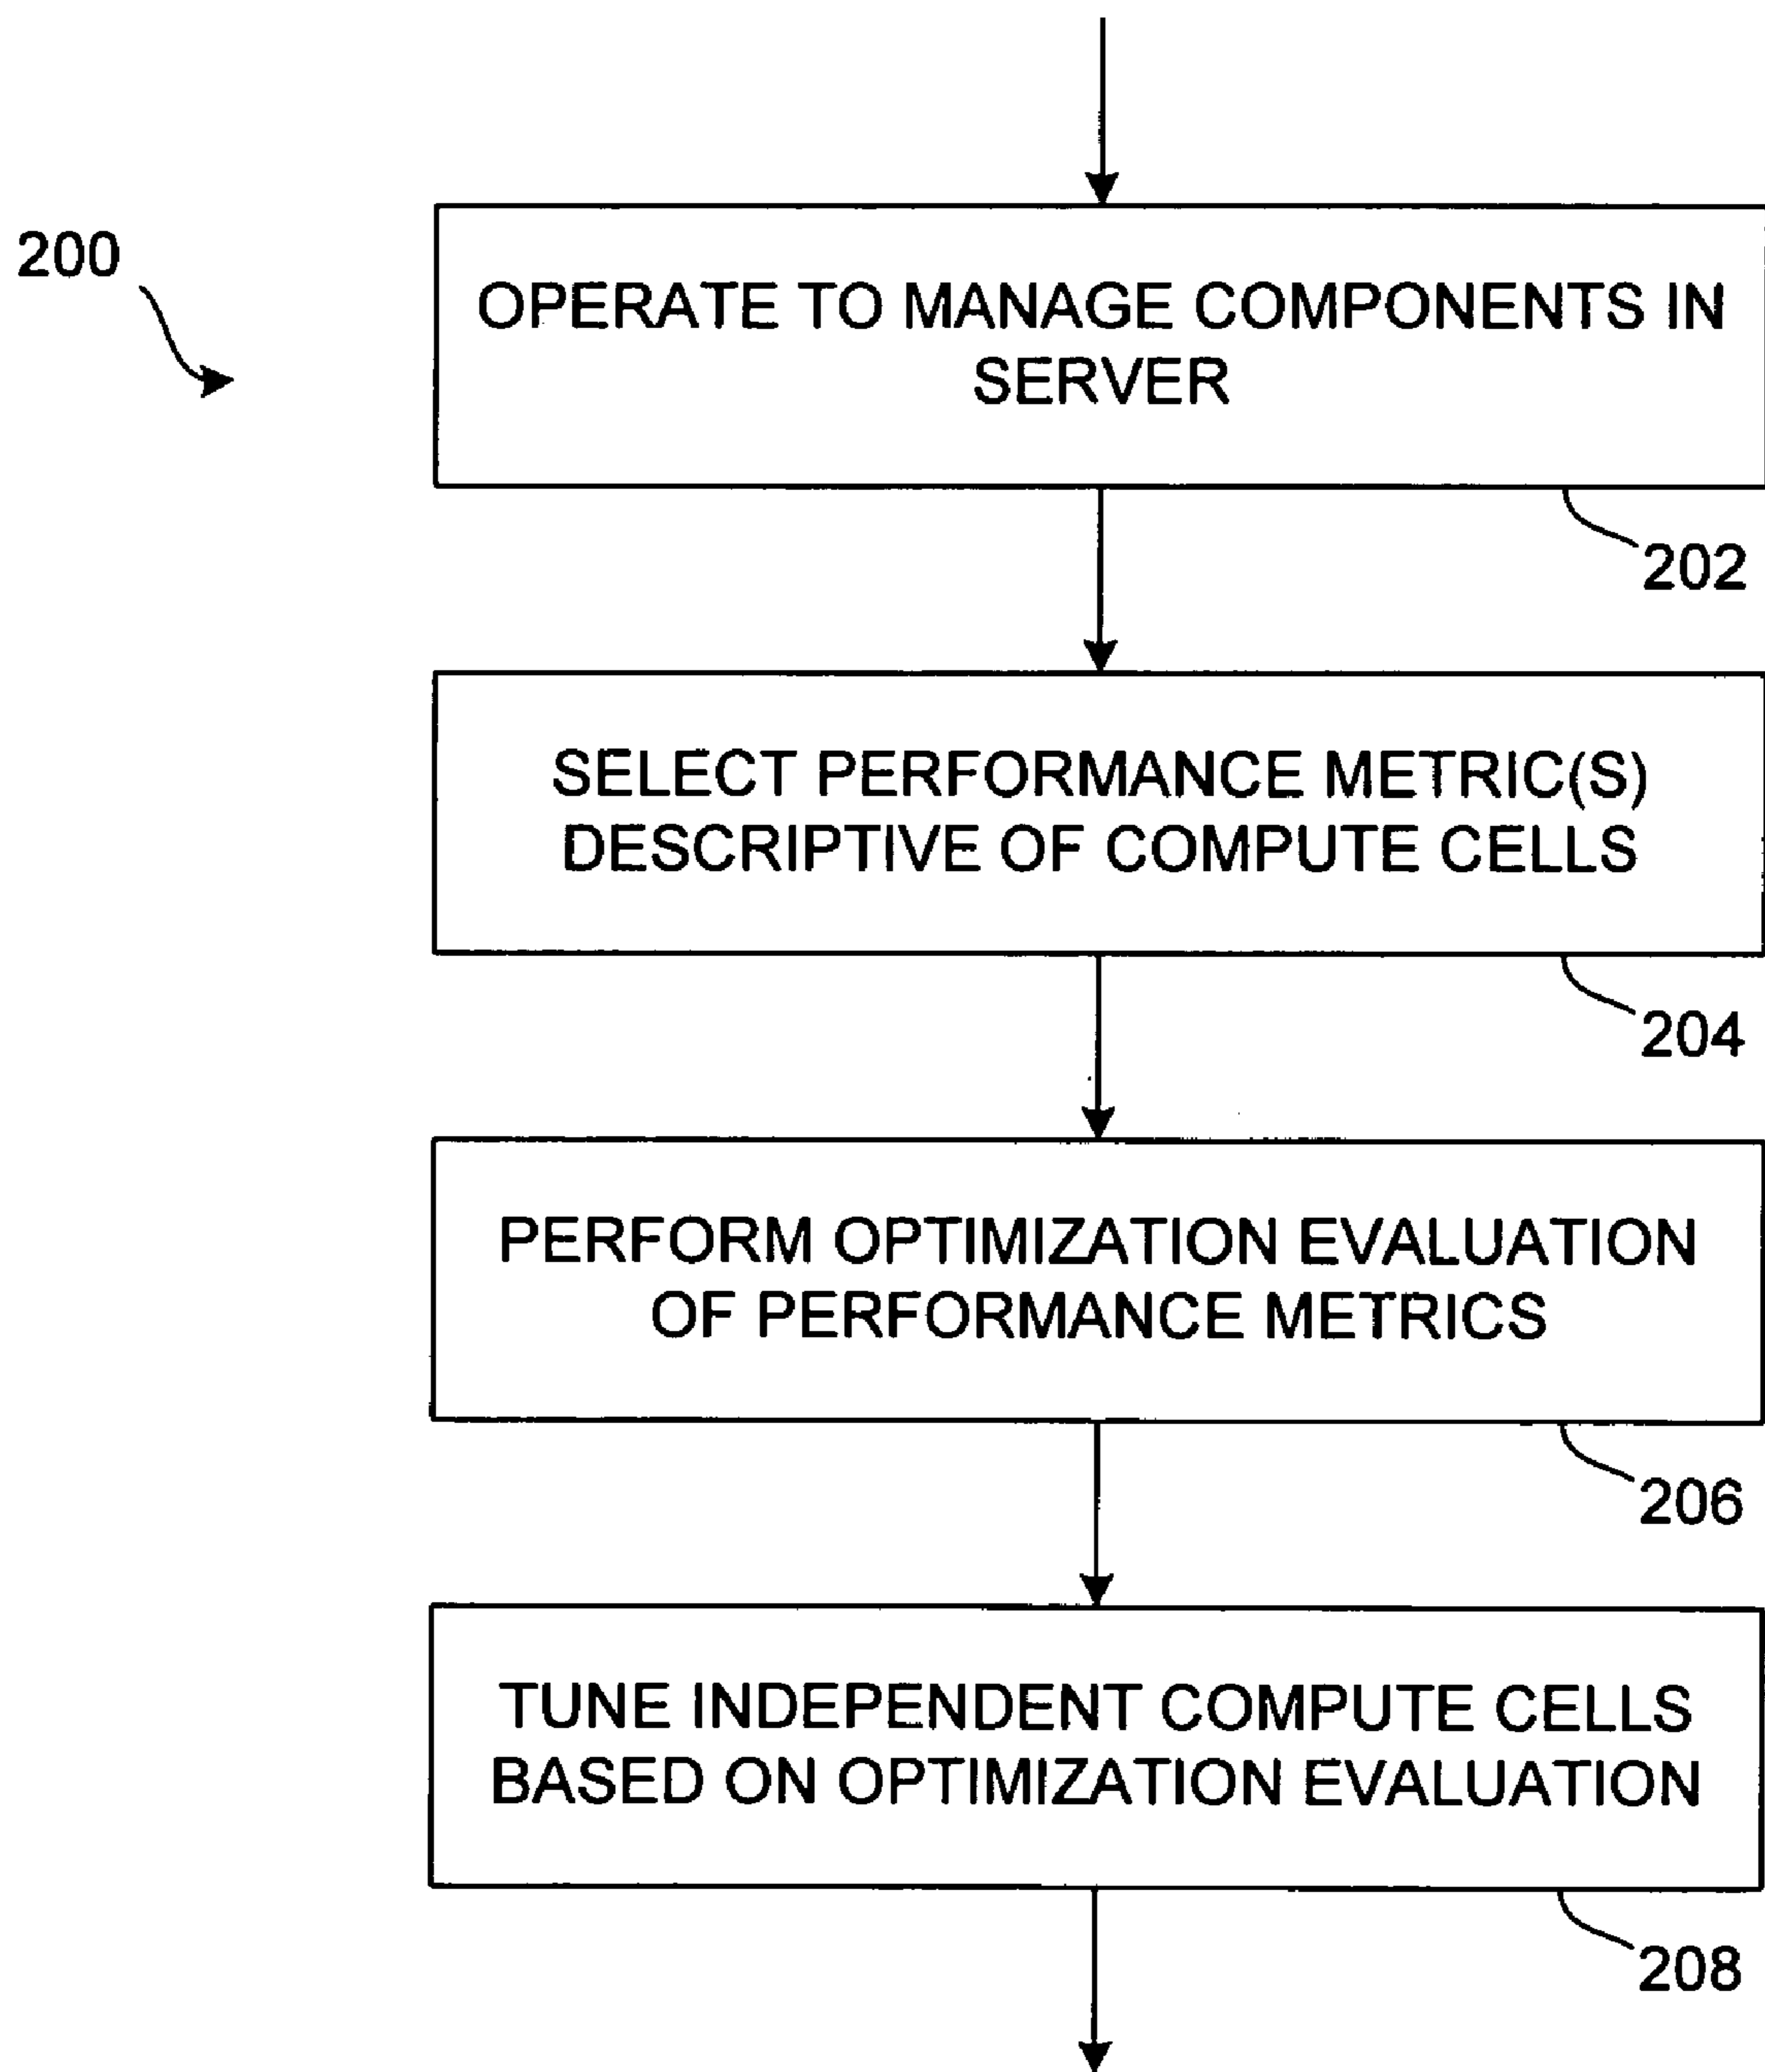 200
OPERATE TO MANAGE COMPONENTS IN
SERVER
202
SELECT PERFORMANCE METRIC(S)
DESCRIPTIVE OF COMPUTE CELLS
204
PERFORM OPTIMIZATION EVALUATION
OF PERFORMANCE METRICS
206
TUNE INDEPENDENT COMPUTE CELLS
BASED ON OPTIMIZATION EVALUATION
208